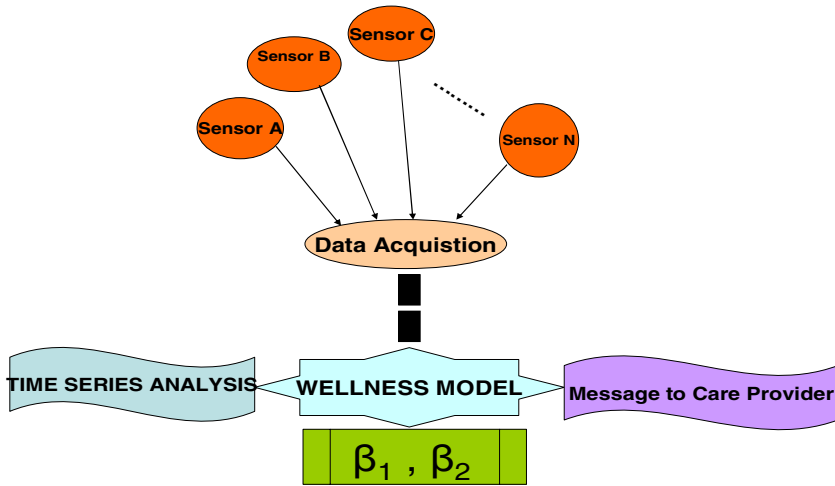 Sensor C
Sensor B
Sensor A
Sensor N
Data Acquistion
TIME SERIES ANALYSIS
WELLNESS MODEL
Message to Care Provider
β₁ , β₂